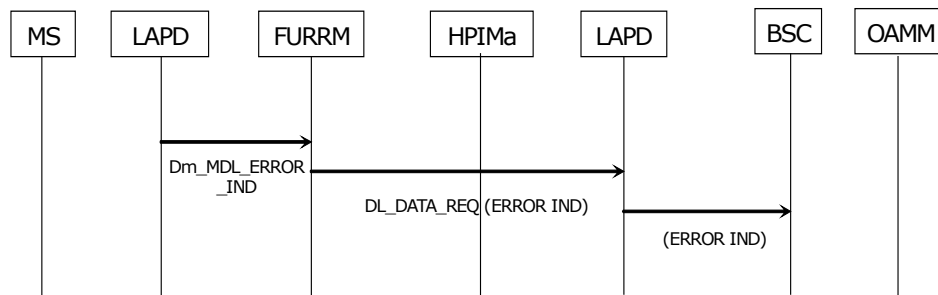 MS
LAPD
FURRM
HPIMa
LAPD
BSC
OAMM
Dm_MDL_ERROR
_IND
DL_DATA_REQ (ERROR IND)
(ERROR IND)